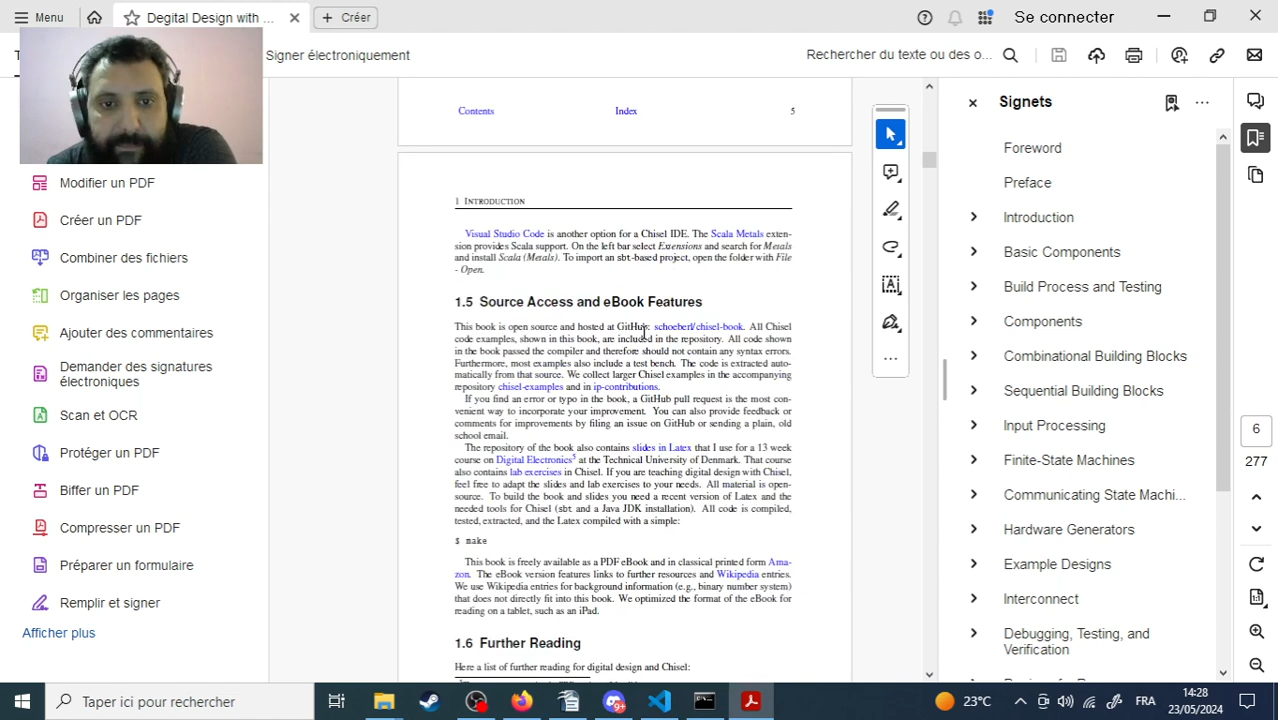 Menu
Degital Design with ...
Créer
Se connecter
T
Signer électroniquement
Rechercher du texte ou des o...
Modifier un PDF
Créer un PDF
Combiner des fichiers
Organiser les pages
Ajouter des commentaires
Demander des signatures
électroniques
Scan et OCR
Protéger un PDF
Biffer un PDF
Compresser un PDF
Préparer un formulaire
Remplir et signer
Afficher plus
Contents Index 5
1 INTRODUCTION
Visual Studio Code is another option for a Chisel IDE. The Scala Metals exten-
sion provides Scala support. On the left bar select Extensions and search for Metals
and install Scala (Metals). To import an sbt-based project, open the folder with File
- Open.
1.5 Source Access and eBook Features
This book is open source and hosted at GitHub: schoeberl/chisel-book. All Chisel
code examples, shown in this book, are included in the repository. All code shown
in the book passed the compiler and therefore should not contain any syntax errors.
Furthermore, most examples also include a test bench. The code is extracted auto-
matically from that source. We collect larger Chisel examples in the accompanying
repository chisel-examples and in ip-contributions.
If you find an error or typo in the book, a GitHub pull request is the most con-
venient way to incorporate your improvement. You can also provide feedback or
comments for improvements by filing an issue on GitHub or sending a plain, old
school email.
The repository of the book also contains slides in Latex that I use for a 13 week
course on Digital Electronics5 at the Technical University of Denmark. That course
also contains lab exercises in Chisel. If you are teaching digital design with Chisel,
feel free to adapt the slides and lab exercises to your needs. All material is open-
source. To build the book and slides you need a recent version of Latex and the
needed tools for Chisel (sbt and a Java JDK installation). All code is compiled,
tested, extracted, and the Latex compiled with a simple:
$ make
This book is freely available as a PDF eBook and in classical printed form Ama-
zon. The eBook version features links to further resources and Wikipedia entries.
We use Wikipedia entries for background information (e.g., binary number system)
that does not directly fit into this book. We optimized the format of the eBook for
reading on a tablet, such as an iPad.
1.6 Further Reading
Here a list of further reading for digital design and Chisel:
Signets
Foreword
Preface
Introduction
Basic Components
Build Process and Testing
Components
Combinational Building Blocks
Sequential Building Blocks
Input Processing
Finite-State Machines
Communicating State Machi...
Hardware Generators
Example Designs
Interconnect
Debugging, Testing, and
Verification
6
277
Taper ici pour rechercher
23°C
FRA
14:28
23/05/2024